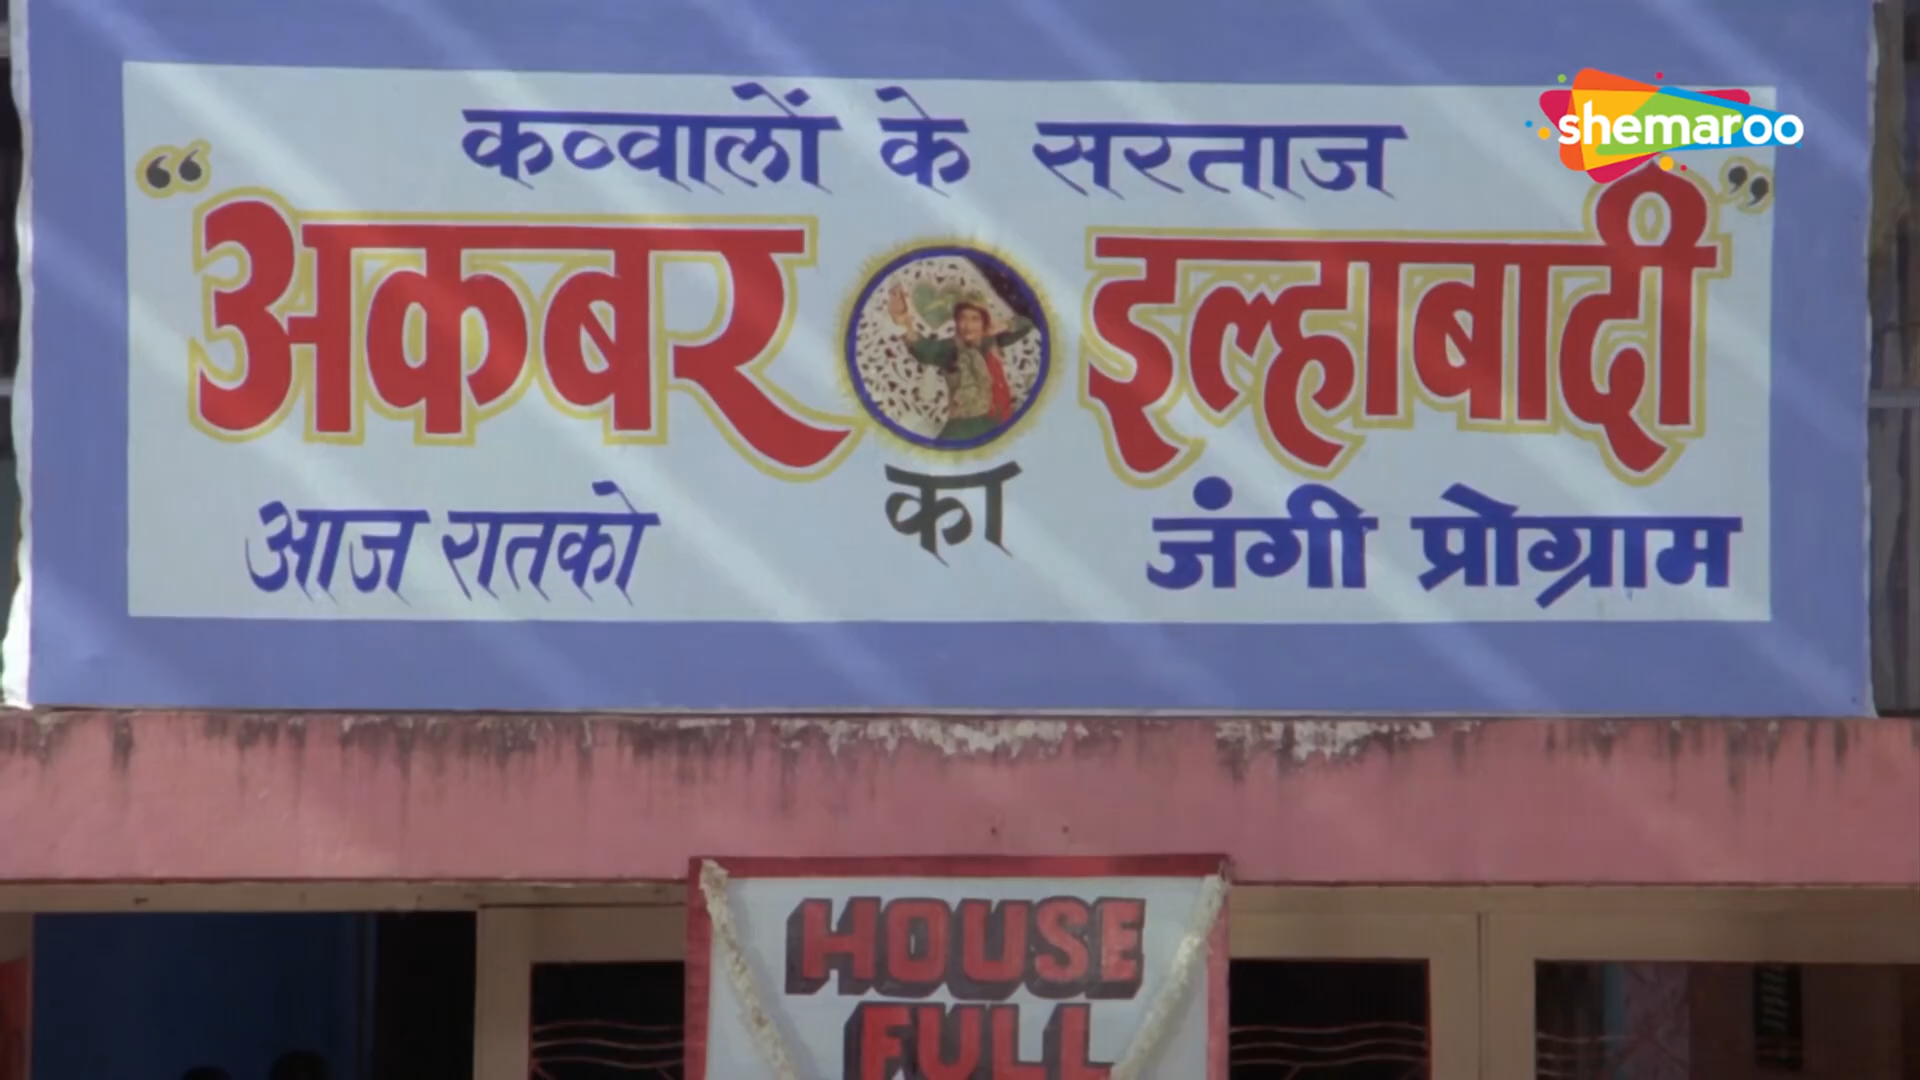 shemaroo
कव्वालों के सरताज
“अकबर इल्हाबादी”
का
आज रातको जंगी प्रोग्राम
HOUSE
FULL